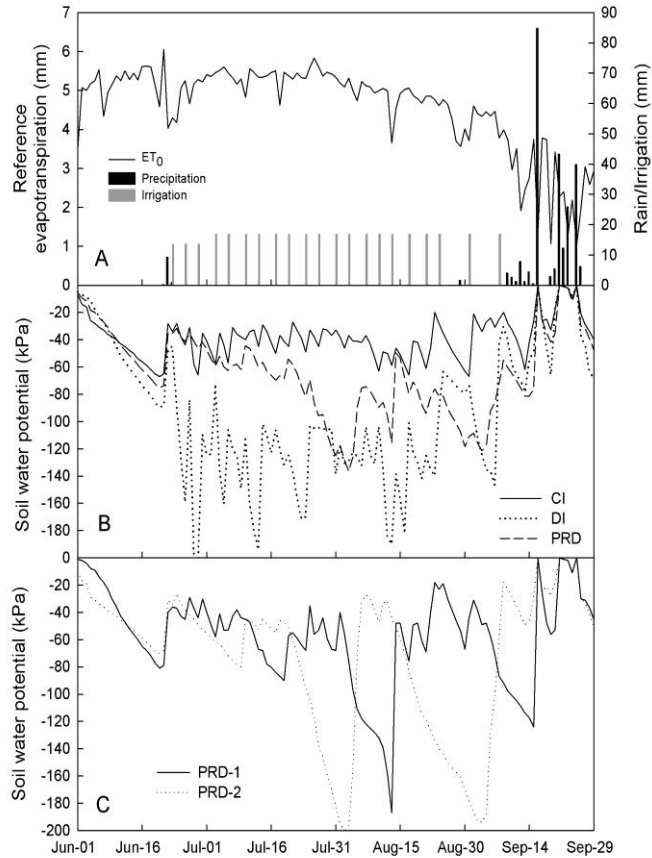 7
6
5
4
3
2
1
0
Reference
evapotranspiration (mm)
90
80
70
60
50
40
30
20
10
0
Rain/Irrigation (mm)
ET0
Precipitation
Irrigation
A
-20
-40
-60
-80
-100
-120
-140
-160
-180
0
Soil water potential (kPa)
CI
DI
PRD
B
-20
-40
-60
-80
-100
-120
-140
-160
-180
-200
Soil water potential (kPa)
PRD-1
PRD-2
C
Jun-01 Jun-16 Jul-01 Jul-16 Jul-31 Aug-15 Aug-30 Sep-14 Sep-29